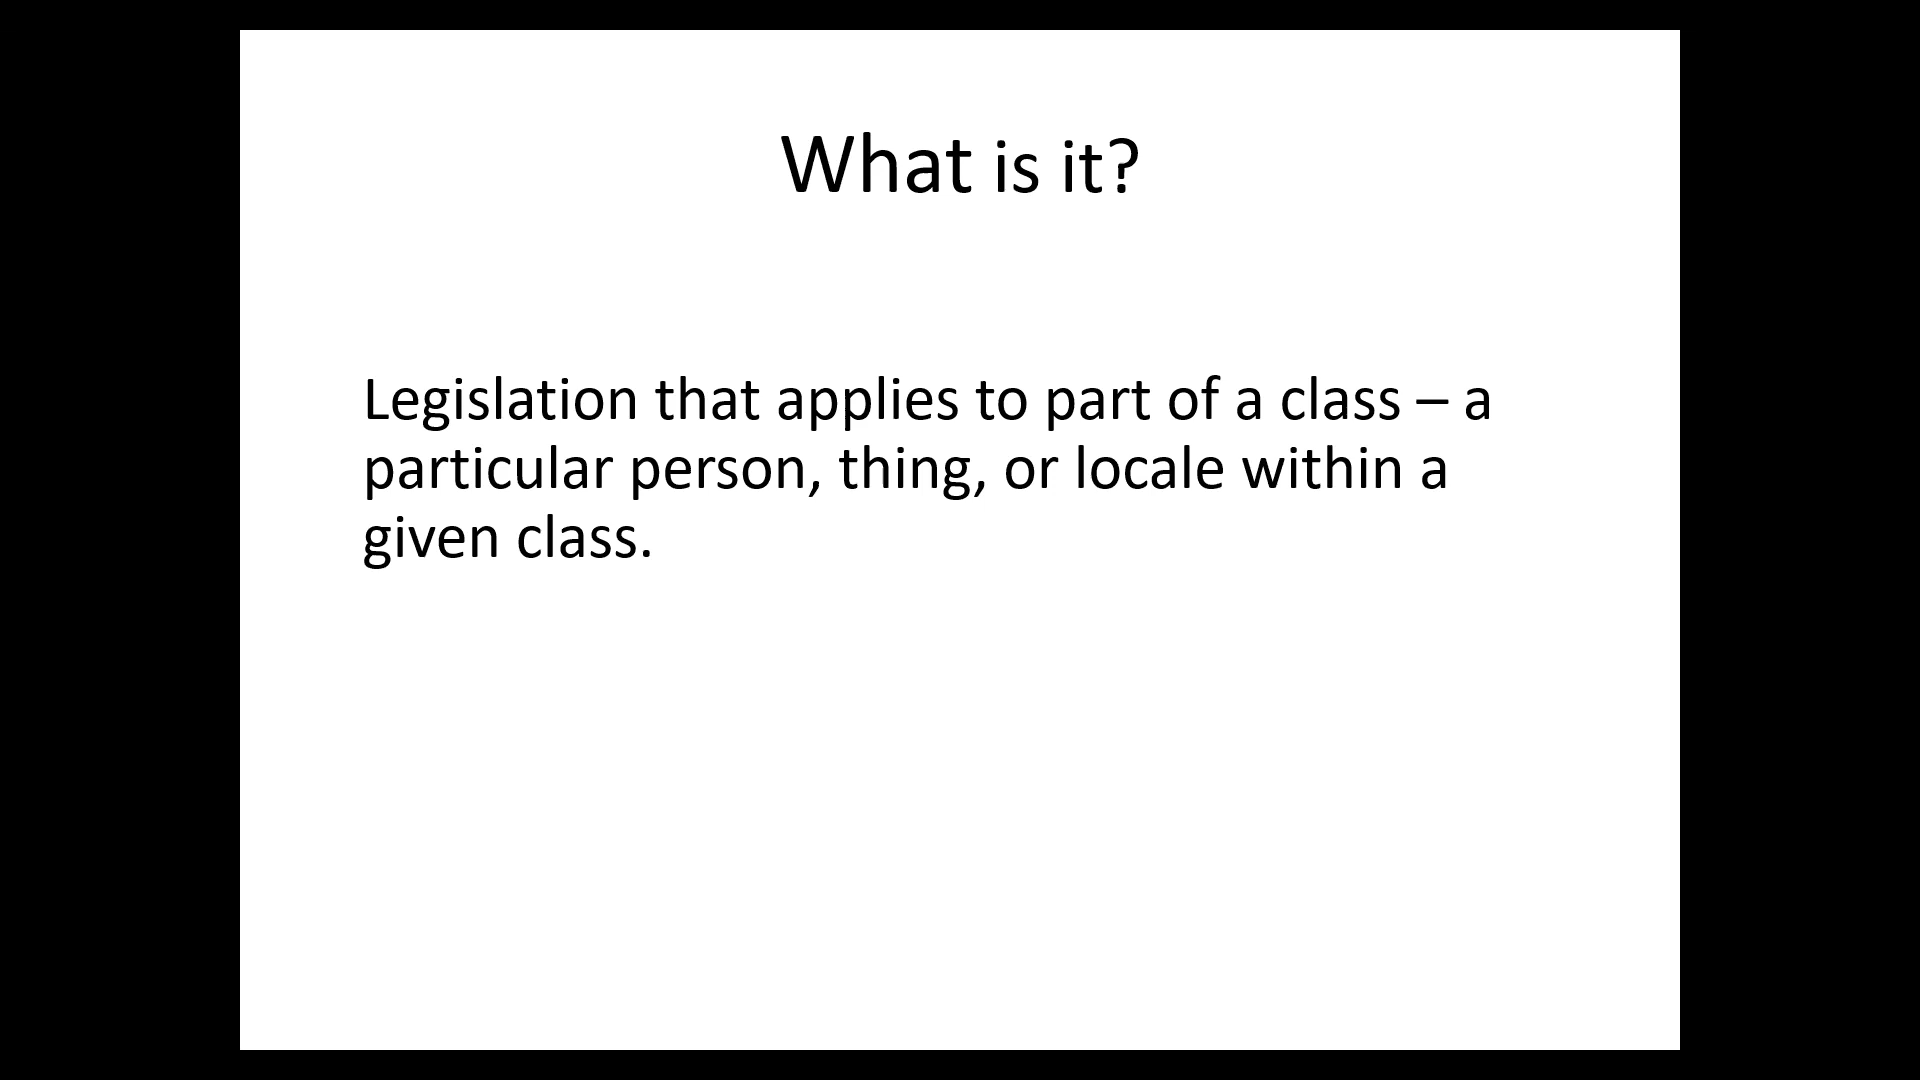 What is it?
Legislation that applies to part of a class – a
particular person, thing, or locale within a
given class.